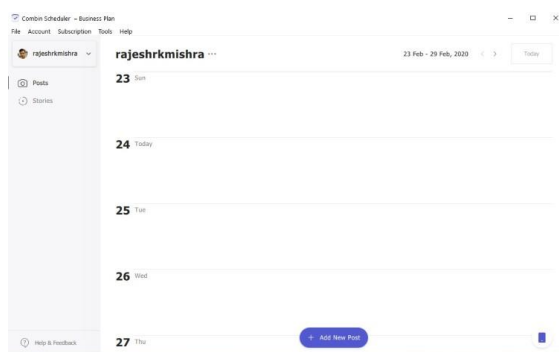 Combin Scheduler – Business Plan
File Account Subscription Tools Help
rajeshrkmishra
rajeshrkmishra ...
23 Feb - 29 Feb, 2020
Today
Posts
Stories
23 Sun
24 Today
25 Tue
26 Wed
27 Thu
+ Add New Post
Help & Feedback